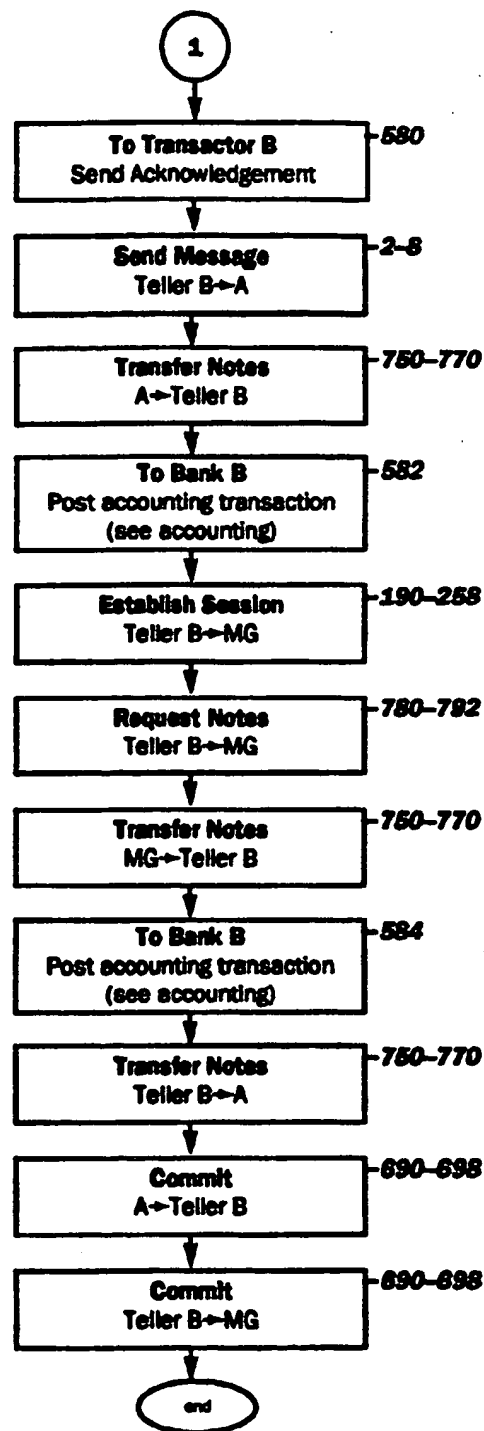 1
To Transactor B
Send Acknowledgement
580
Send Message
Teller B→A
2–8
Transfer Notes
A→Teller B
750–770
To Bank B
Post accounting transaction
(see accounting)
582
Establish Session
Teller B→MG
190–258
Request Notes
Teller B→MG
780–792
Transfer Notes
MG→Teller B
750–770
To Bank B
Post accounting transaction
(see accounting)
584
Transfer Notes
Teller B→A
750–770
Commit
A→Teller B
690–698
Commit
Teller B→MG
690–698
end